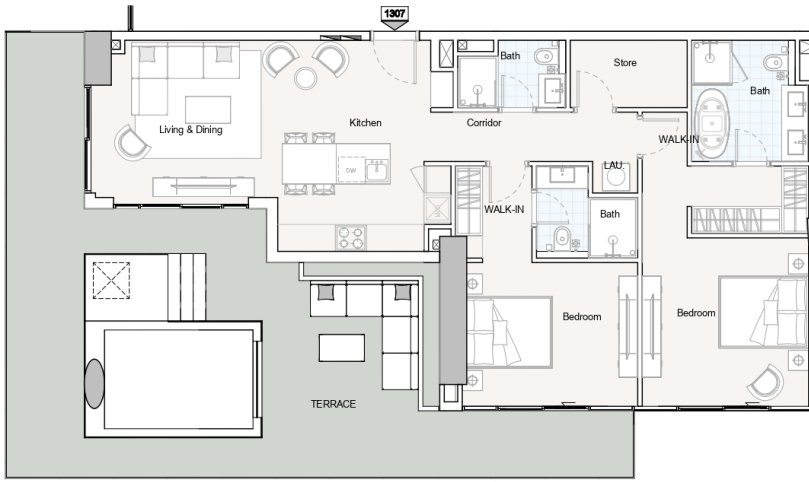 1307
Bath
Store
Bath
Living & Dining
Kitchen
Corridor
WALK-IN
LAU.
DW
WALK-IN
Bath
Bedroom
Bedroom
TERRACE